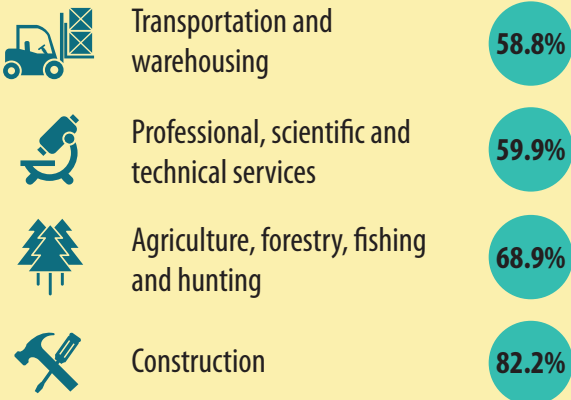 Transportation and
warehousing
58.8%
Professional, scientific and
technical services
59.9%
Agriculture, forestry, fishing
and hunting
68.9%
Construction
82.2%